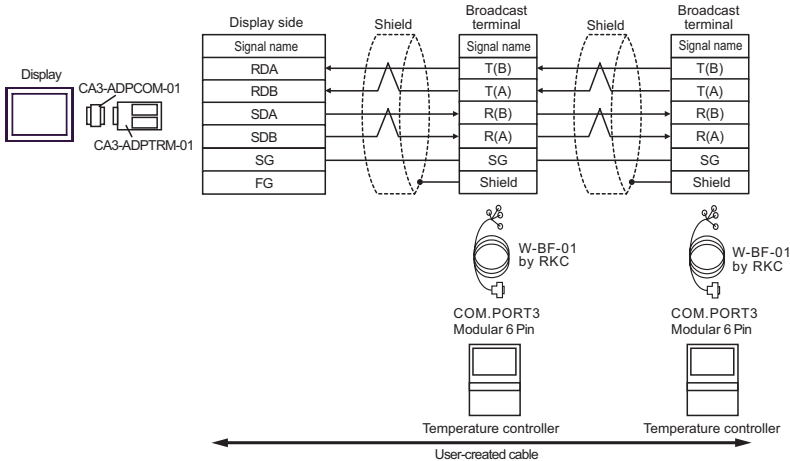 Display side
Shield
Broadcast
terminal
Shield
Broadcast
terminal
Signal name
Signal name
Signal name
Display
CA3-ADPCOM-01
CA3-ADPTRM-01
RDA
T(B)
T(B)
RDB
T(A)
T(A)
SDA
R(B)
R(B)
SDB
R(A)
R(A)
SG
SG
SG
FG
Shield
Shield
W-BF-01
by RKC
W-BF-01
by RKC
COM.PORT3
Modular 6 Pin
COM.PORT3
Modular 6 Pin
Temperature controller
Temperature controller
User-created cable